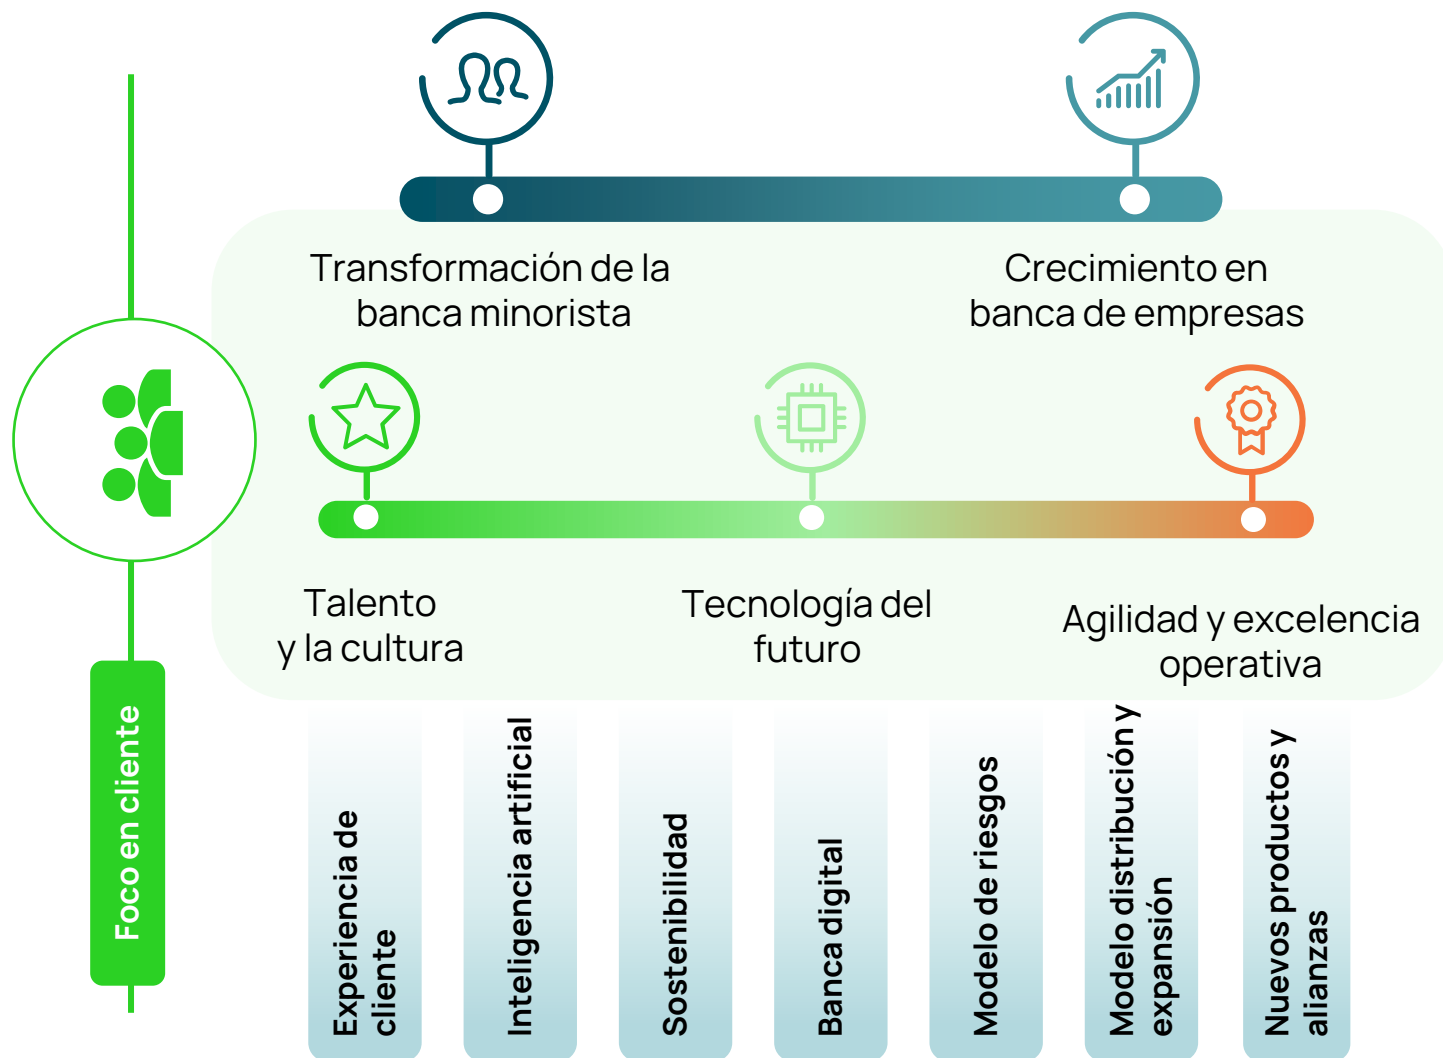 Transformación de la
banca minorista
Crecimiento en
banca de empresas
Talento
y la cultura
Tecnología del
futuro
Agilidad y excelencia
operativa
Foco en cliente
Experiencia de
cliente
Inteligencia artificial
Sostenibilidad
Banca digital
Modelo de riesgos
Modelo distribución y
expansión
Nuevos productos y
alianzas